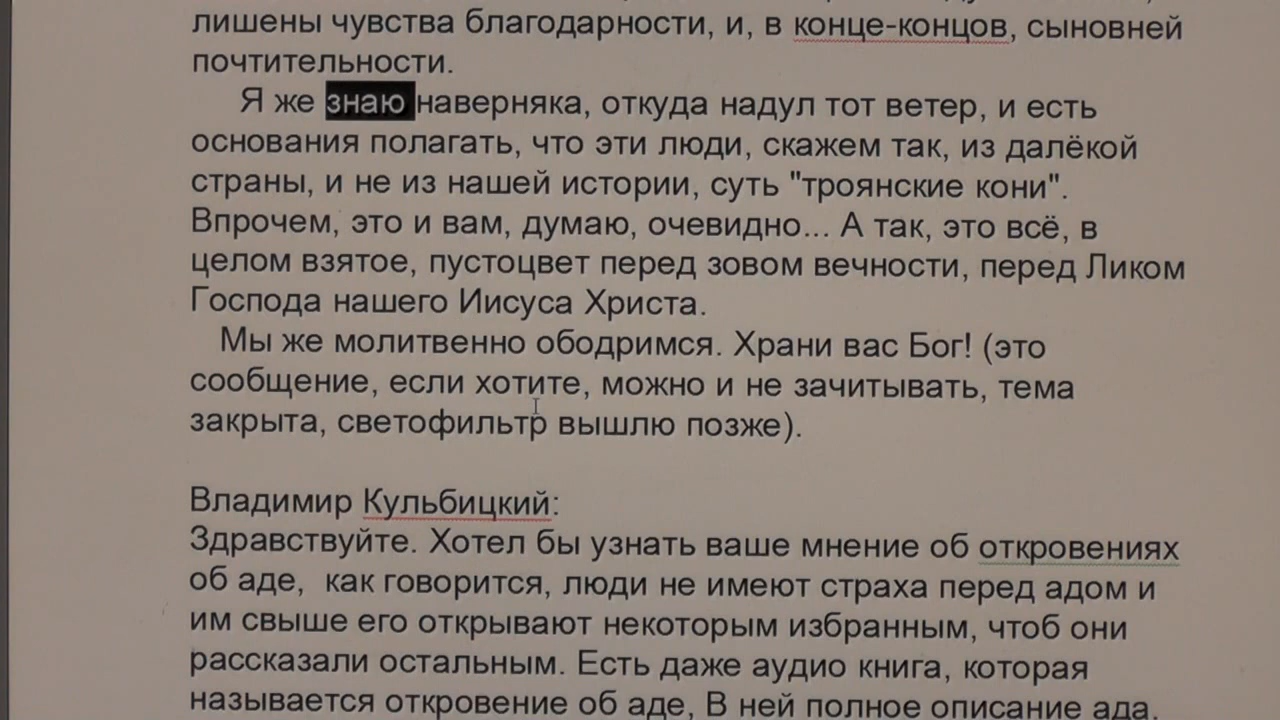 лишены чувства благодарности, и, в конце-концов, сыновней
почтительности.
Я же знаю наверняка, откуда надул тот ветер, и есть
основания полагать, что эти люди, скажем так, из далёкой
страны, и не из нашей истории, суть "троянские кони".
Впрочем, это и вам, думаю, очевидно... А так, это всё, в
целом взятое, пустоцвет перед зовом вечности, перед Ликом
Господа нашего Иисуса Христа.
Мы же молитвенно ободримся. Храни вас Бог! (это
сообщение, если хотите, можно и не зачитывать, тема
закрыта, светофильтр вышлю позже).
Владимир Кульбицкий:
Здравствуйте. Хотел бы узнать ваше мнение об откровениях
об аде, как говорится, люди не имеют страха перед адом и
им свыше его открывают некоторым избранным, чтоб они
рассказали остальным. Есть даже аудио книга, которая
называется откровение об аде, В ней полное описание ада,